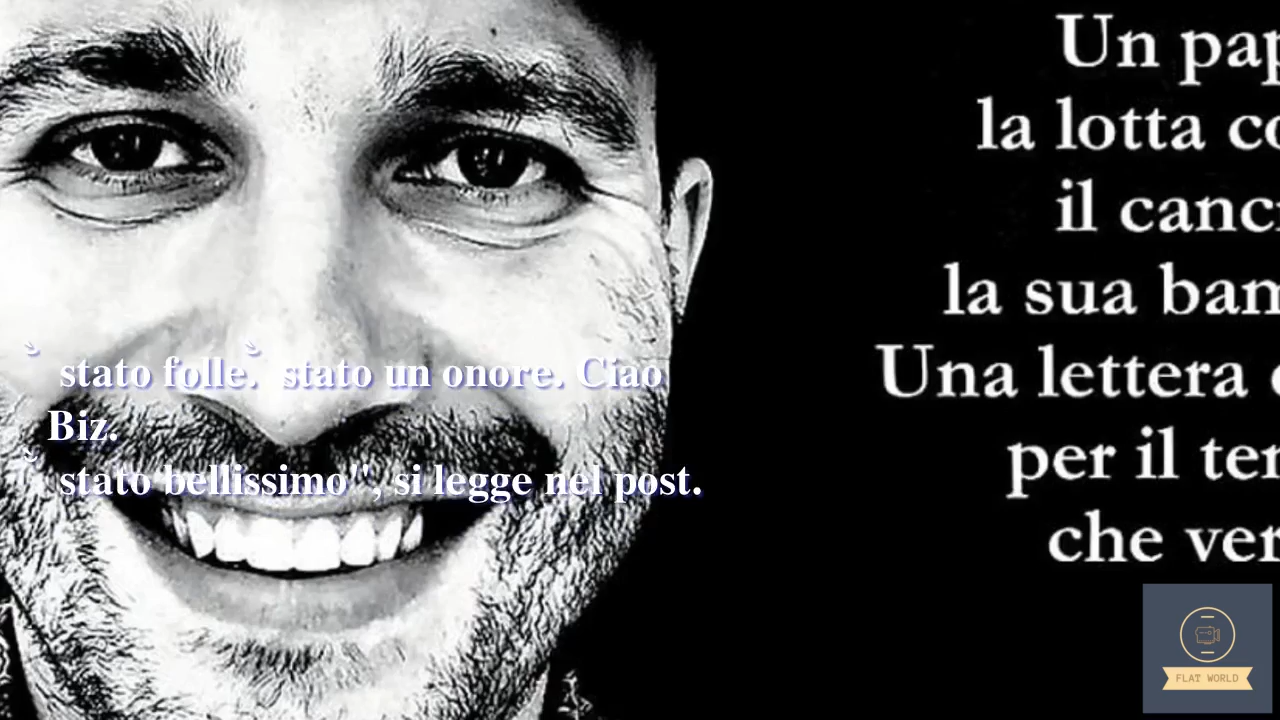 stato folle. stato un onore. Ciao
Biz.
stato bellissimo", si legge nel post.
Un pap
la lotta co
il canc
la sua bam
Una lettera
per il ter
che ver
FLAT WORLD